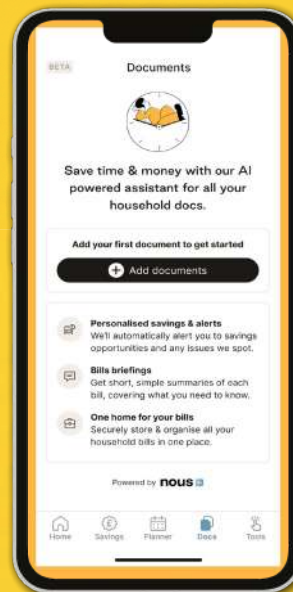 BETA
Documents
Save time & money with our AI
powered assistant for all your
household docs.
Add your first document to get started
Add documents
Personalised savings & alerts
We'll automatically alert you to savings
opportunities and any issues we spot.
Bills briefings
Get short, simple summaries of each
bill, covering what you need to know.
One home for your bills
Securely store & organise all your
household bills in one place.
Powered by nous
Home Savings Planner Docs Tools